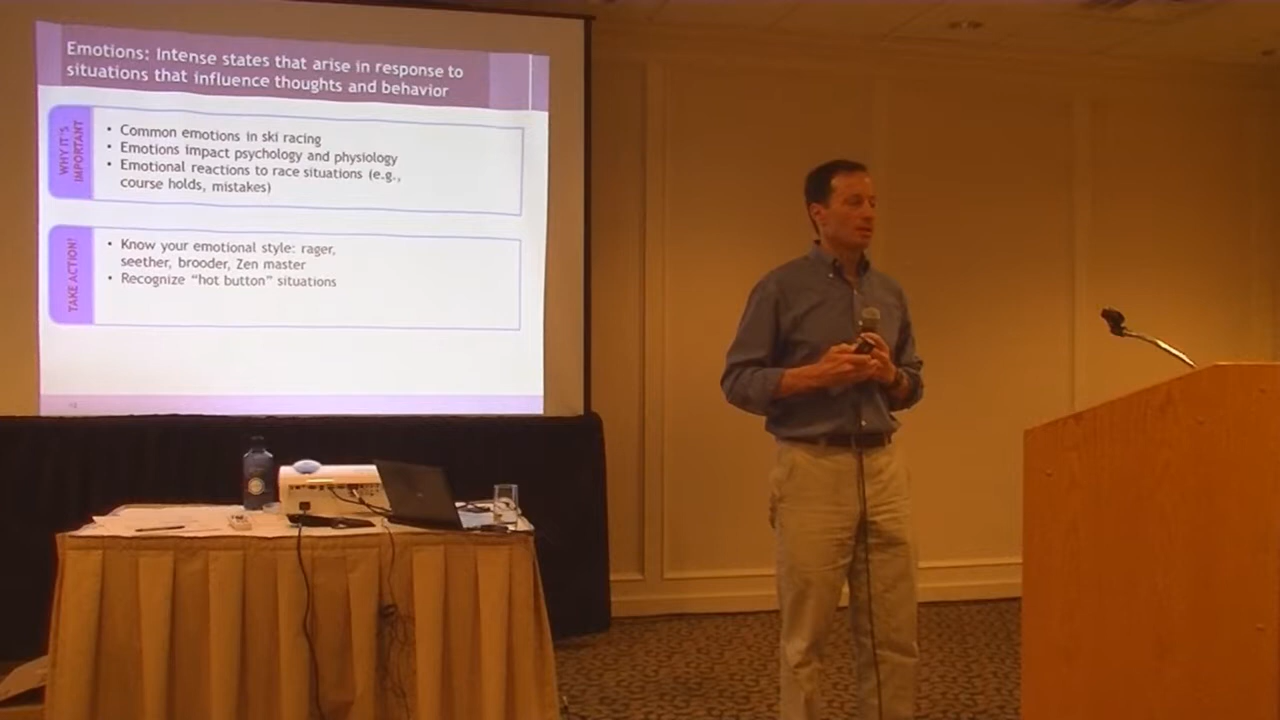 Emotions: Intense states that arise in response to
situations that influence thoughts and behavior
WHY IT'S
IMPORTANT
• Common emotions in ski racing
• Emotions impact psychology and physiology
• Emotional reactions to race situations (e.g.,
course holds, mistakes)
TAKE ACTION!
• Know your emotional style: rager,
seether, brooder, Zen master
• Recognize “hot button” situations